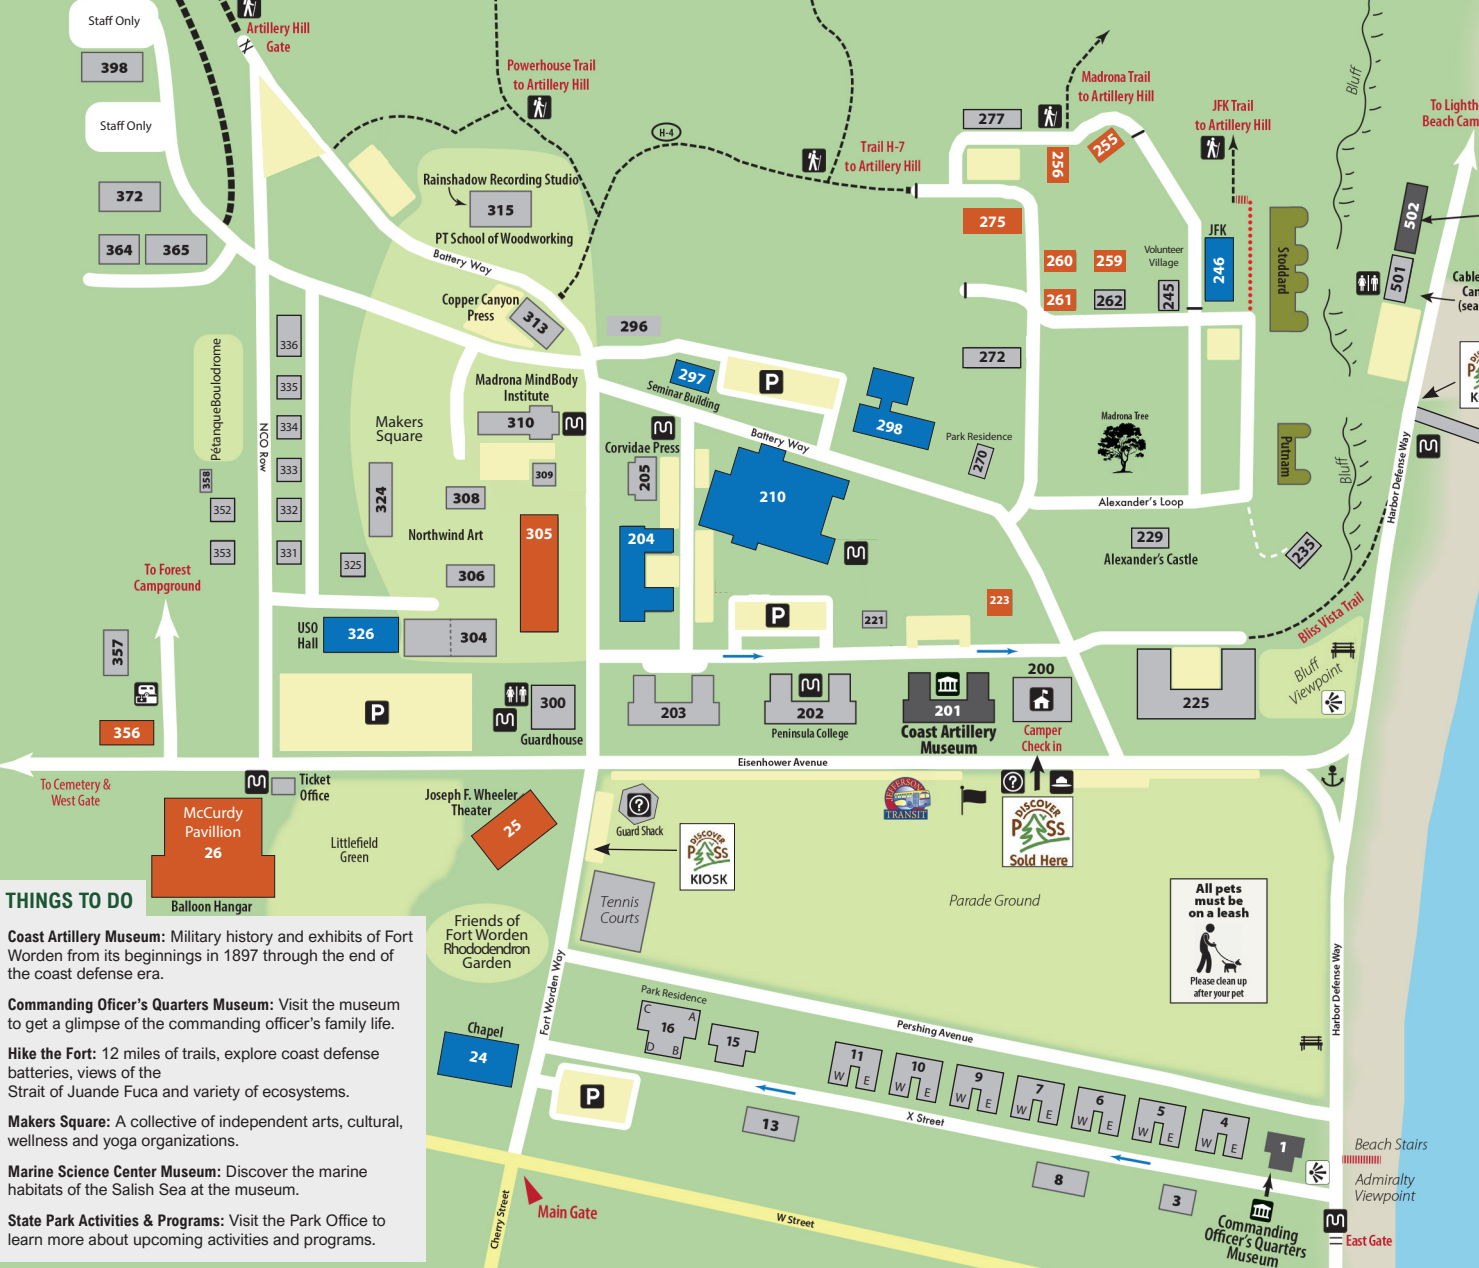 Staff Only
398
Staff Only
372
364
365
Artillery Hill
Gate
N
Powerhouse Trail
to Artillery Hill
H-4
Trail H-7
to Artillery Hill
Madrona Trail
to Artillery Hill
JFK Trail
to Artillery Hill
Bluff
To Lighth
Beach Cam
277
256
255
275
260
259
261
262
Volunteer
Village
245
JFK
246
Stoddard
502
501
Cable
Can
(sea
Rainshadow Recording Studio
315
PT School of Woodworking
Battery Way
Copper Canyon
Press
313
296
297
Seminar Building
P
298
Park Residence
270
272
Madrona Tree
Putnam
Bluff
Harbor Defense Way
DISCOVER
PASS
KI
Pétanque Boulodrome
336
335
334
333
332
331
NCO Row
358
352
353
Makers
Square
Madrona MindBody
Institute
310
309
324
308
Northwind Art
305
306
325
Corvidae Press
205
204
Battery Way
210
Alexander's Loop
229
Alexander's Castle
235
Bliss Vista Trail
Bluff
Viewpoint
To Forest
Campground
357
356
USO
Hall
326
304
P
300
Guardhouse
P
221
223
203
202
Peninsula College
201
Coast Artillery
Museum
200
Camper
Check in
225
Eisenhower Avenue
To Cemetery &
West Gate
Ticket
Office
McCurdy
Pavillion
26
Balloon Hangar
Littlefield
Green
Joseph F. Wheeler
Theater
25
Guard Shack
DISCOVER
PASS
KIOSK
JEFFERSON
TRANSIT
DISCOVER
PASS
Sold Here
Tennis
Courts
Parade Ground
All pets
must be
on a leash
Please clean up
after your pet
Friends of
Fort Worden
Rhododendron
Garden
Fort Worden Way
Harbor Defense Way
Chapel
24
P
Park Residence
16
C
A
D
B
15
Pershing Avenue
11
W E
10
W E
9
W E
7
W E
6
W E
5
W E
4
W E
1
13
X Street
8
3
Beach Stairs
Admiralty
Viewpoint
Commanding
Officer's Quarters
Museum
East Gate
Main Gate
Cherry Street
W Street
THINGS TO DO
Coast Artillery Museum: Military history and exhibits of Fort
Worden from its beginnings in 1897 through the end of
the coast defense era.
Commanding Oficer's Quarters Museum: Visit the museum
to get a glimpse of the commanding officer's family life.
Hike the Fort: 12 miles of trails, explore coast defense
batteries, views of the
Strait of Juande Fuca and variety of ecosystems.
Makers Square: A collective of independent arts, cultural,
wellness and yoga organizations.
Marine Science Center Museum: Discover the marine
habitats of the Salish Sea at the museum.
State Park Activities & Programs: Visit the Park Office to
learn more about upcoming activities and programs.